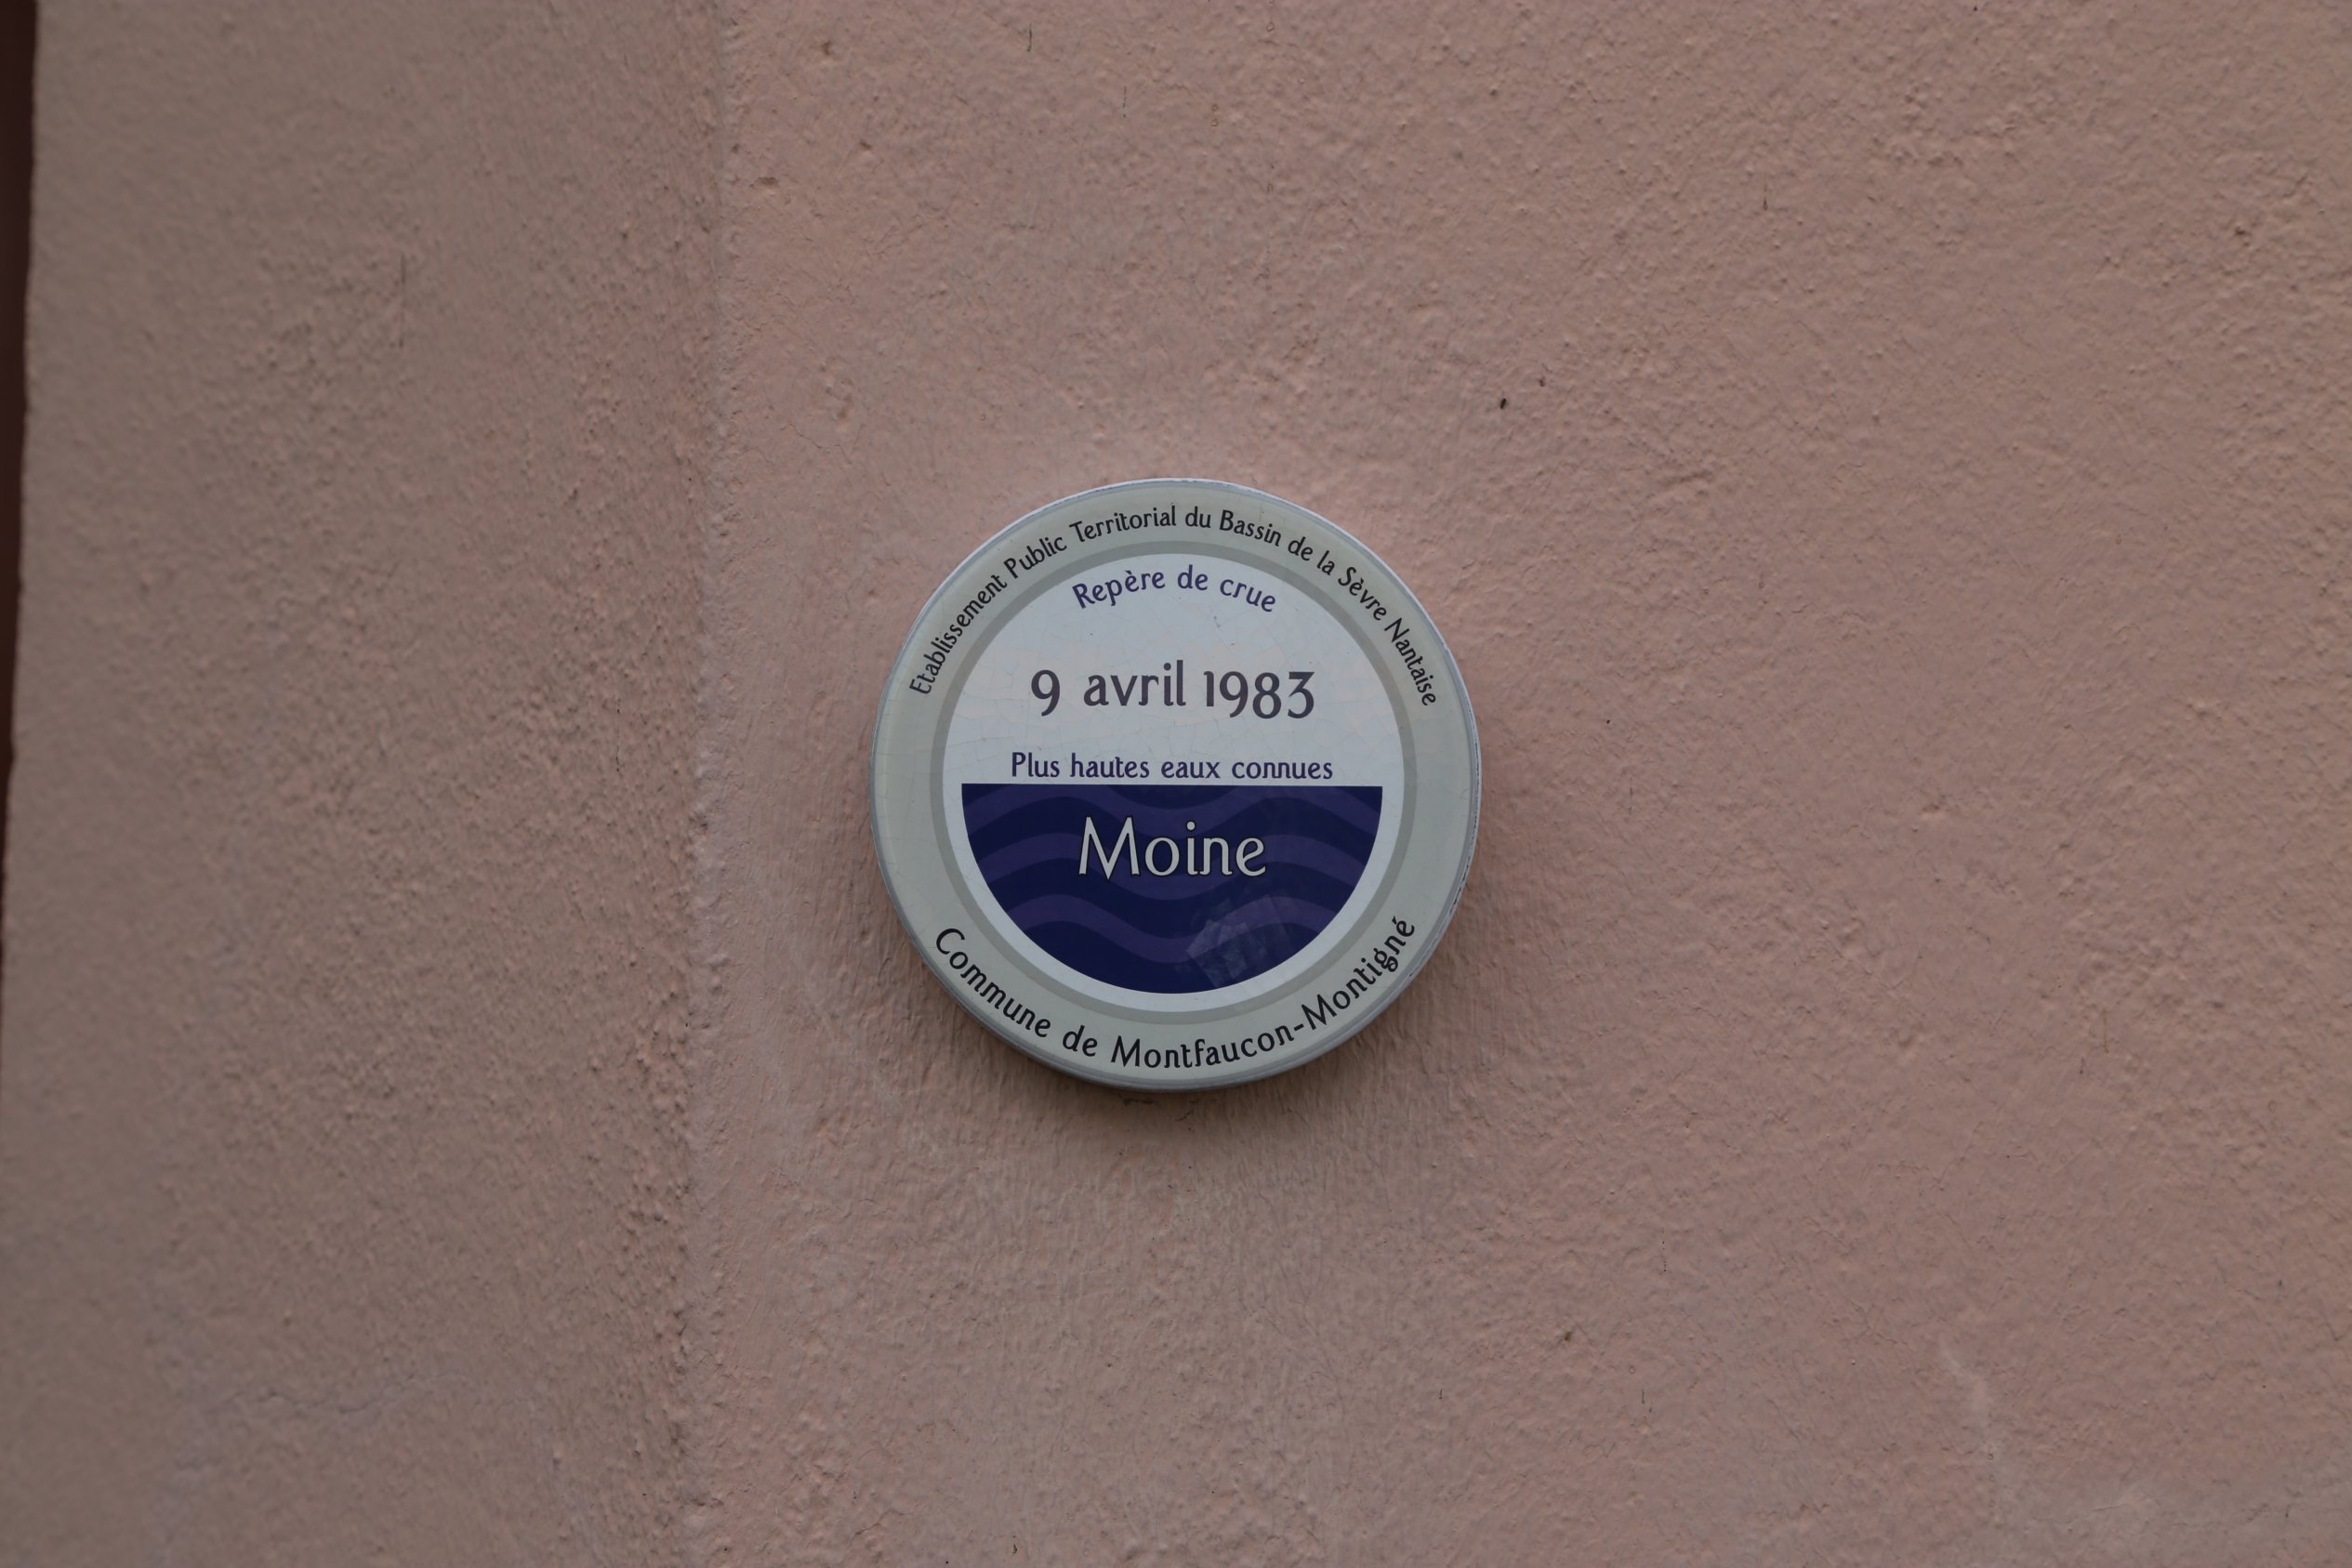 Etablissement Public Territorial du Bassin de la Sèvre Nantaise
Repère de crue
9 avril 1983
Plus hautes eaux connues
Moine
Commune de Montfaucon-Montigné